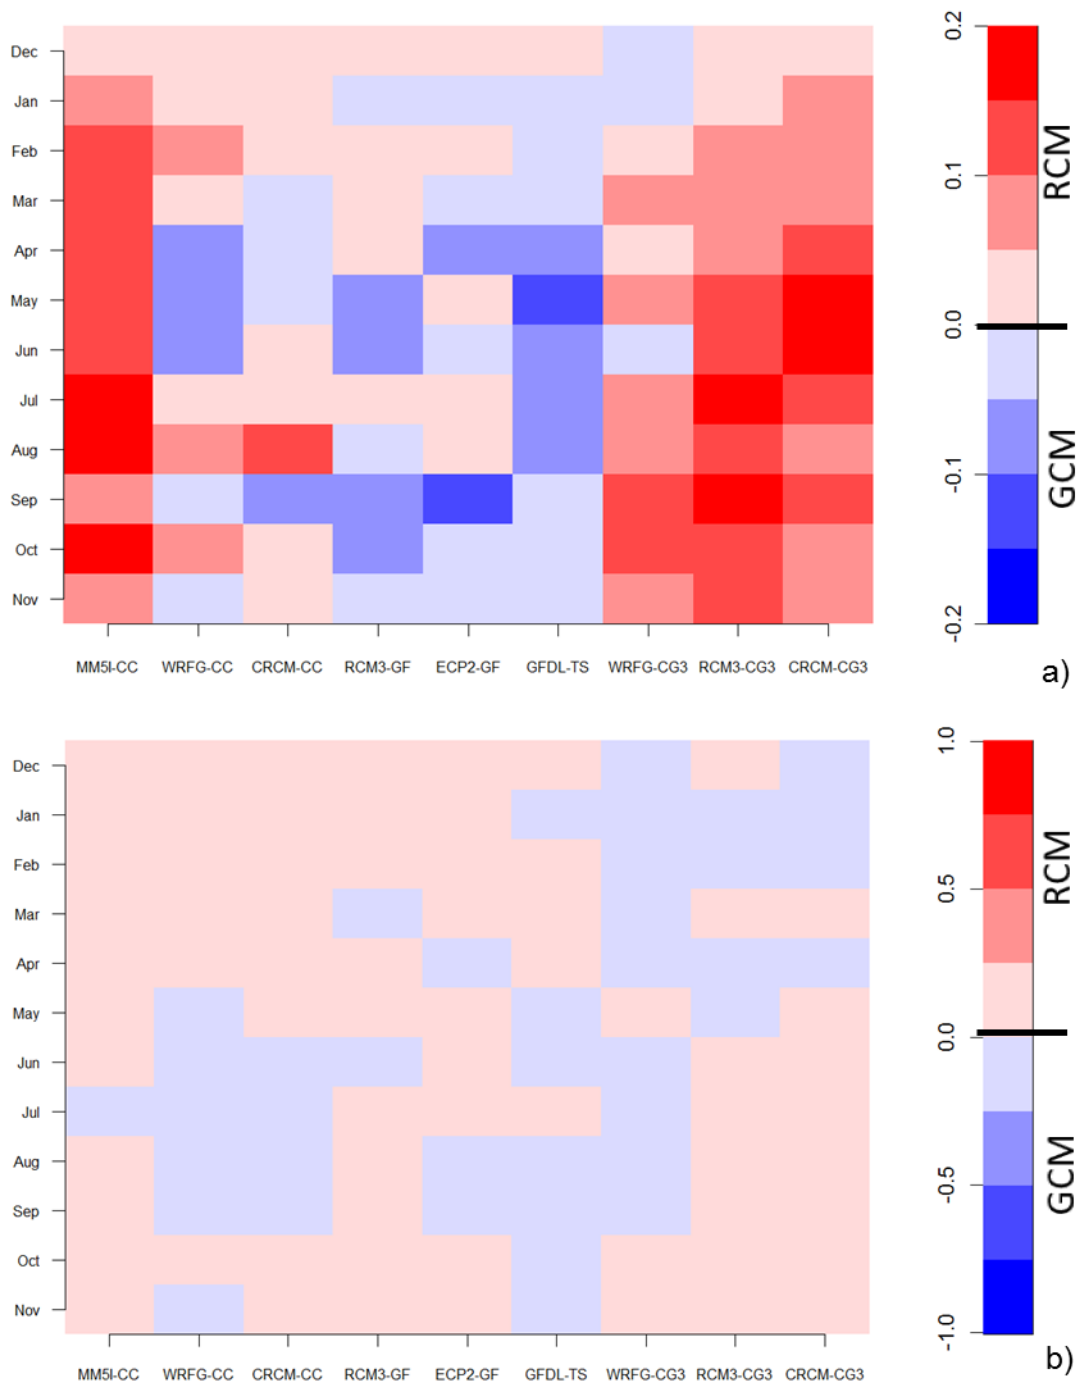 Dec
Jan
Feb
Mar
Apr
May
Jun
Jul
Aug
Sep
Oct
Nov
MM5I-CC WRFG-CC CRCM-CC RCM3-GF ECP2-GF GFDL-TS WRFG-CG3 RCM3-CG3 CRCM-CG3
0.2
0.1
0.0
-0.1
-0.2
RCM
GCM
a)
Dec
Jan
Feb
Mar
Apr
May
Jun
Jul
Aug
Sep
Oct
Nov
MM5I-CC WRFG-CC CRCM-CC RCM3-GF ECP2-GF GFDL-TS WRFG-CG3 RCM3-CG3 CRCM-CG3
1.0
0.5
0.0
-0.5
-1.0
RCM
GCM
b)